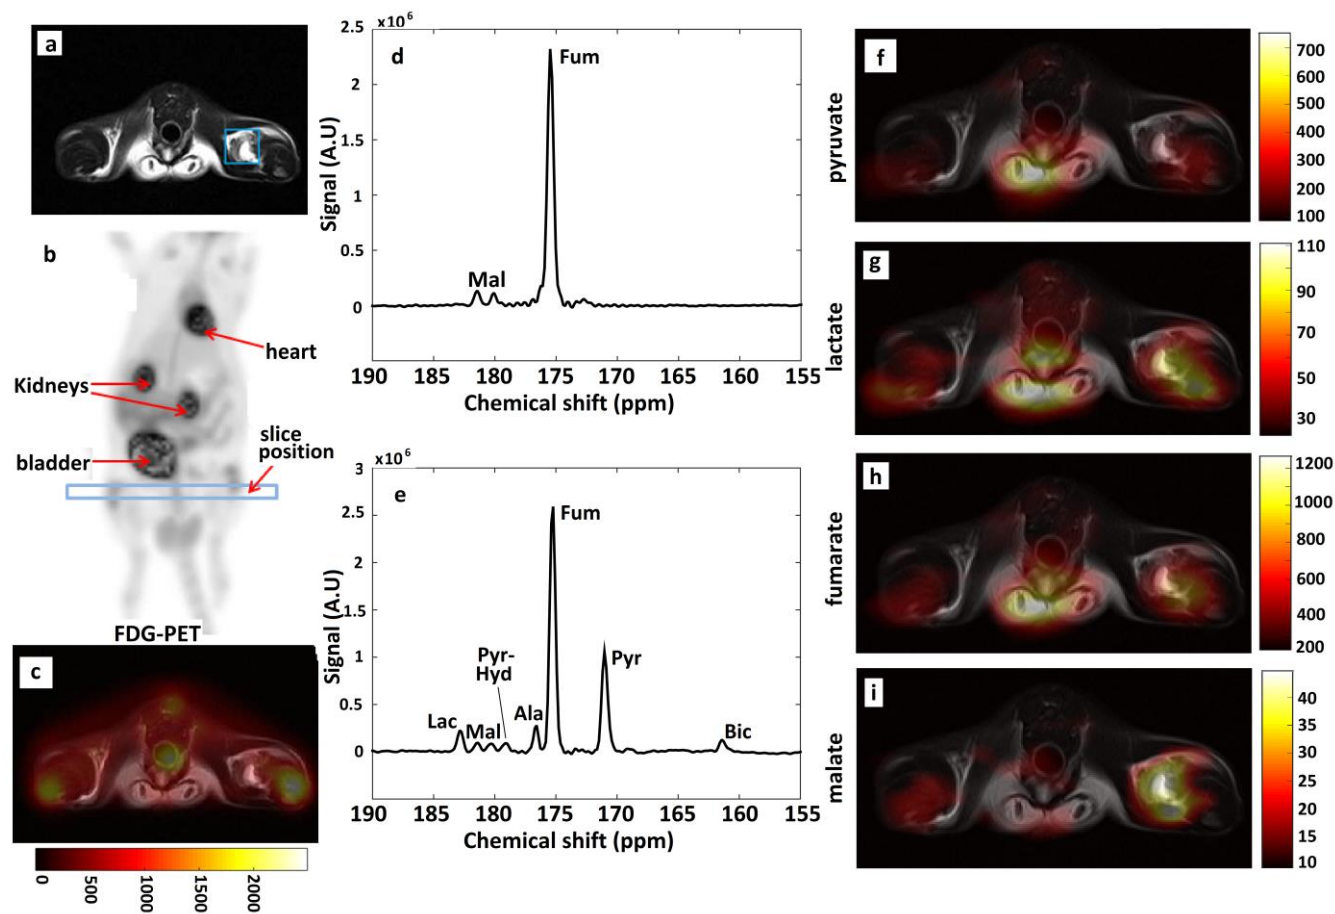 a
b
heart
Kidneys
slice
position
bladder
FDG-PET
c
0
500
1000
1500
2000
x10⁶
2.5
2
1.5
1
0.5
0
Signal (A.U)
d
Fum
Mal
190
185
180
175
170
165
160
155
Chemical shift (ppm)
x10⁶
3
2.5
2
1.5
1
0.5
0
Signal (A.U)
e
Fum
Pyr-
Hyd
Pyr
Lac
Mal
Ala
Bic
190
185
180
175
170
165
160
155
Chemical shift (ppm)
f
pyruvate
700
600
500
400
300
200
100
g
lactate
110
90
70
50
30
h
fumarate
1200
1000
800
600
400
200
i
malate
40
35
30
25
20
15
10